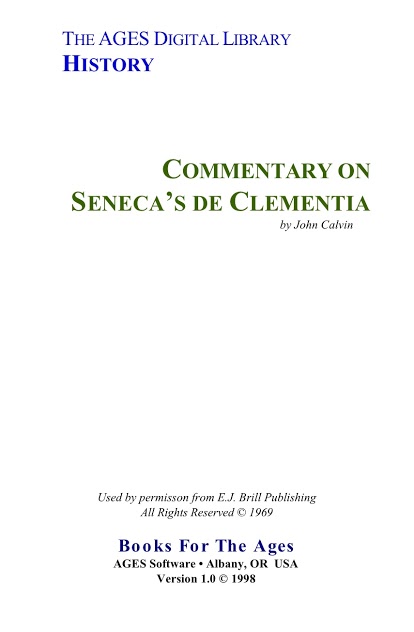 THE AGES DIGITAL LIBRARY
HISTORY
COMMENTARY ON
SENECA’S DE CLEMENTIA
by John Calvin
Used by permisson from E.J. Brill Publishing
All Rights Reserved © 1969
Books For The Ages
AGES Software • Albany, OR USA
Version 1.0 © 1998